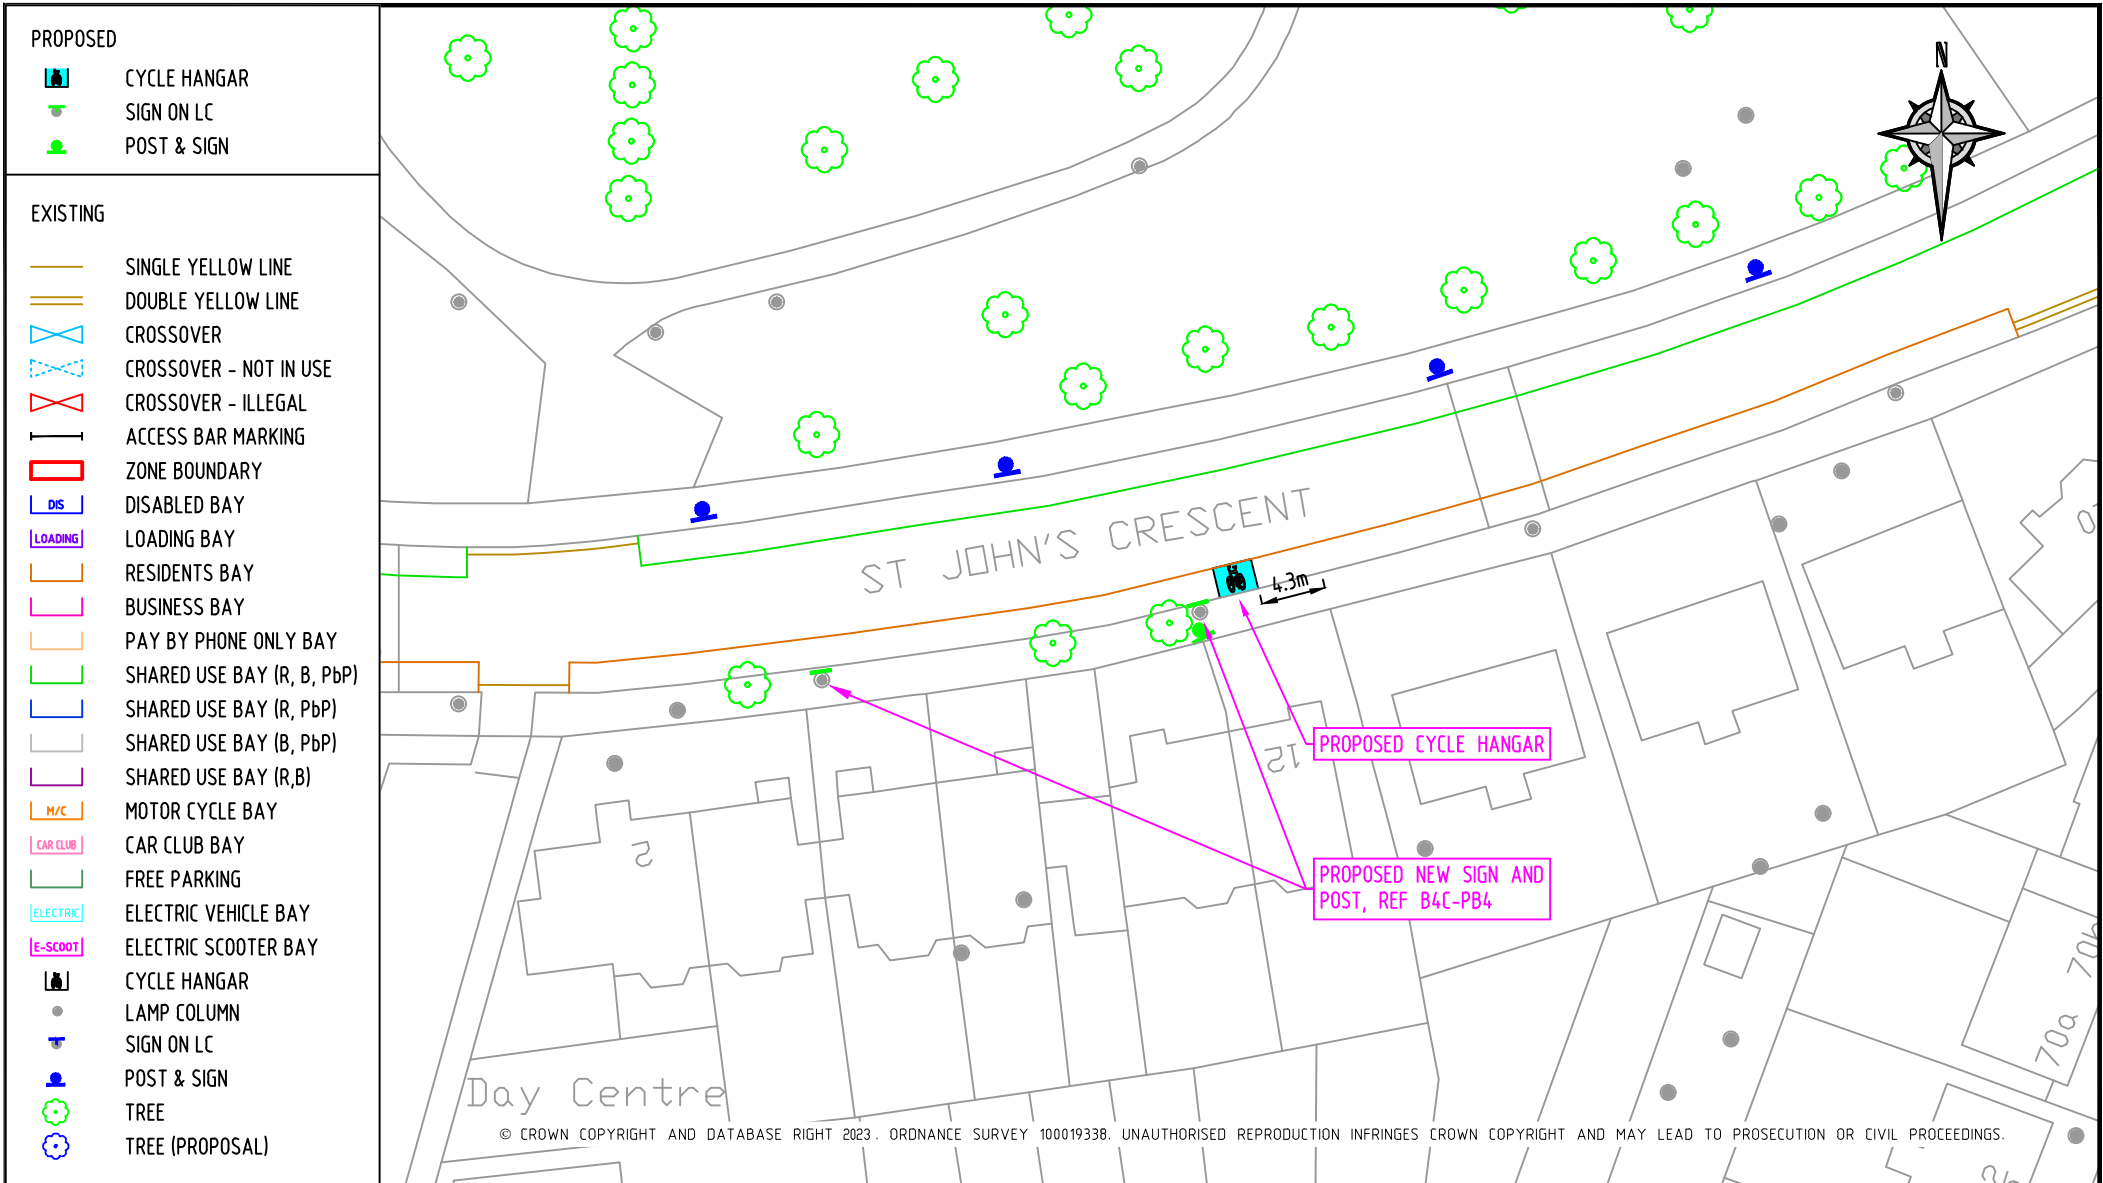 PROPOSED
CYCLE HANGAR
SIGN ON LC
POST & SIGN
EXISTING
SINGLE YELLOW LINE
DOUBLE YELLOW LINE
CROSSOVER
CROSSOVER - NOT IN USE
CROSSOVER - ILLEGAL
ACCESS BAR MARKING
ZONE BOUNDARY
DIS DISABLED BAY
LOADING LOADING BAY
RESIDENTS BAY
BUSINESS BAY
PAY BY PHONE ONLY BAY
SHARED USE BAY (R, B, PbP)
SHARED USE BAY (R, PbP)
SHARED USE BAY (B, PbP)
SHARED USE BAY (R,B)
M/C MOTOR CYCLE BAY
CAR CLUB CAR CLUB BAY
FREE PARKING
ELECTRIC ELECTRIC VEHICLE BAY
E-SCOOT ELECTRIC SCOOTER BAY
CYCLE HANGAR
LAMP COLUMN
SIGN ON LC
POST & SIGN
TREE
TREE (PROPOSAL)
N
ST JOHN'S CRESCENT
4.3m
PROPOSED CYCLE HANGAR
12
2
PROPOSED NEW SIGN AND
POST, REF B4C-PB4
70a
70b
Day Centre
© CROWN COPYRIGHT AND DATABASE RIGHT 2023. ORDNANCE SURVEY 100019338. UNAUTHORISED REPRODUCTION INFRINGES CROWN COPYRIGHT AND MAY LEAD TO PROSECUTION OR CIVIL PROCEEDINGS.